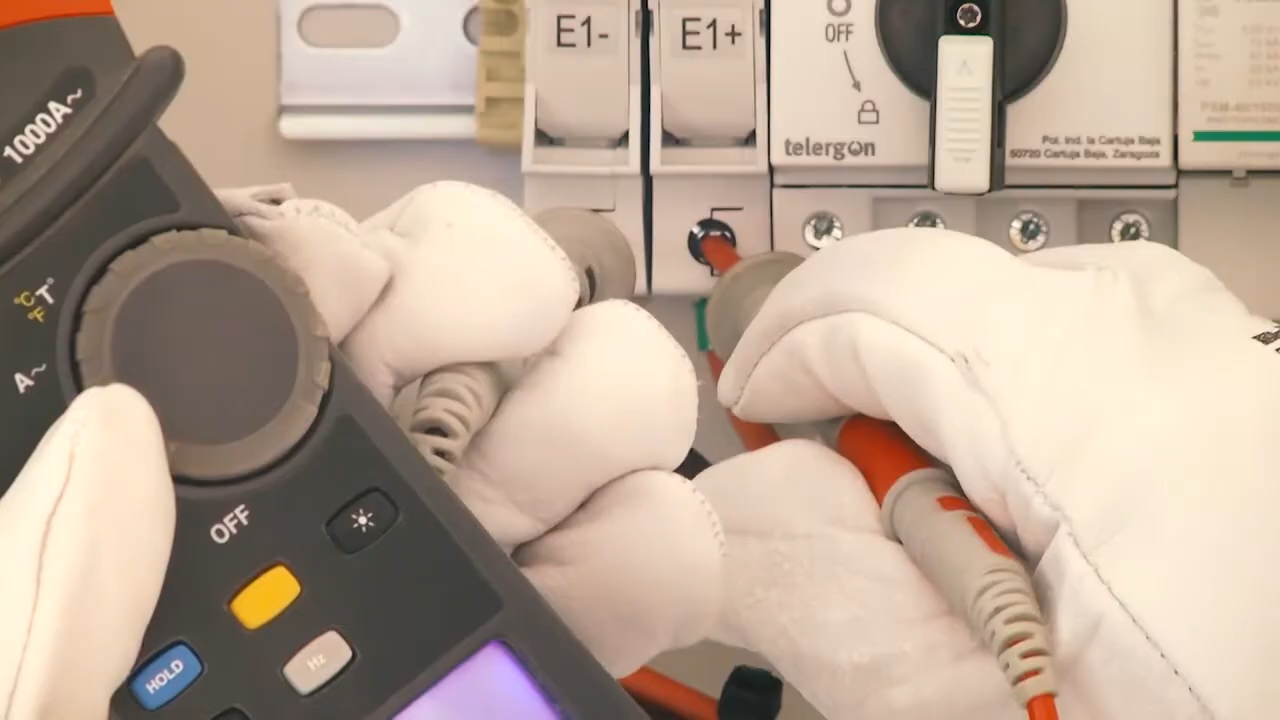 E1-
E1+
OFF
telergon
Pol. Ind. la Cartuja Baja
50720 Cartuja Baja, Zaragoza
1000A~
°C
°F
T°
A~
OFF
HOLD
Hz